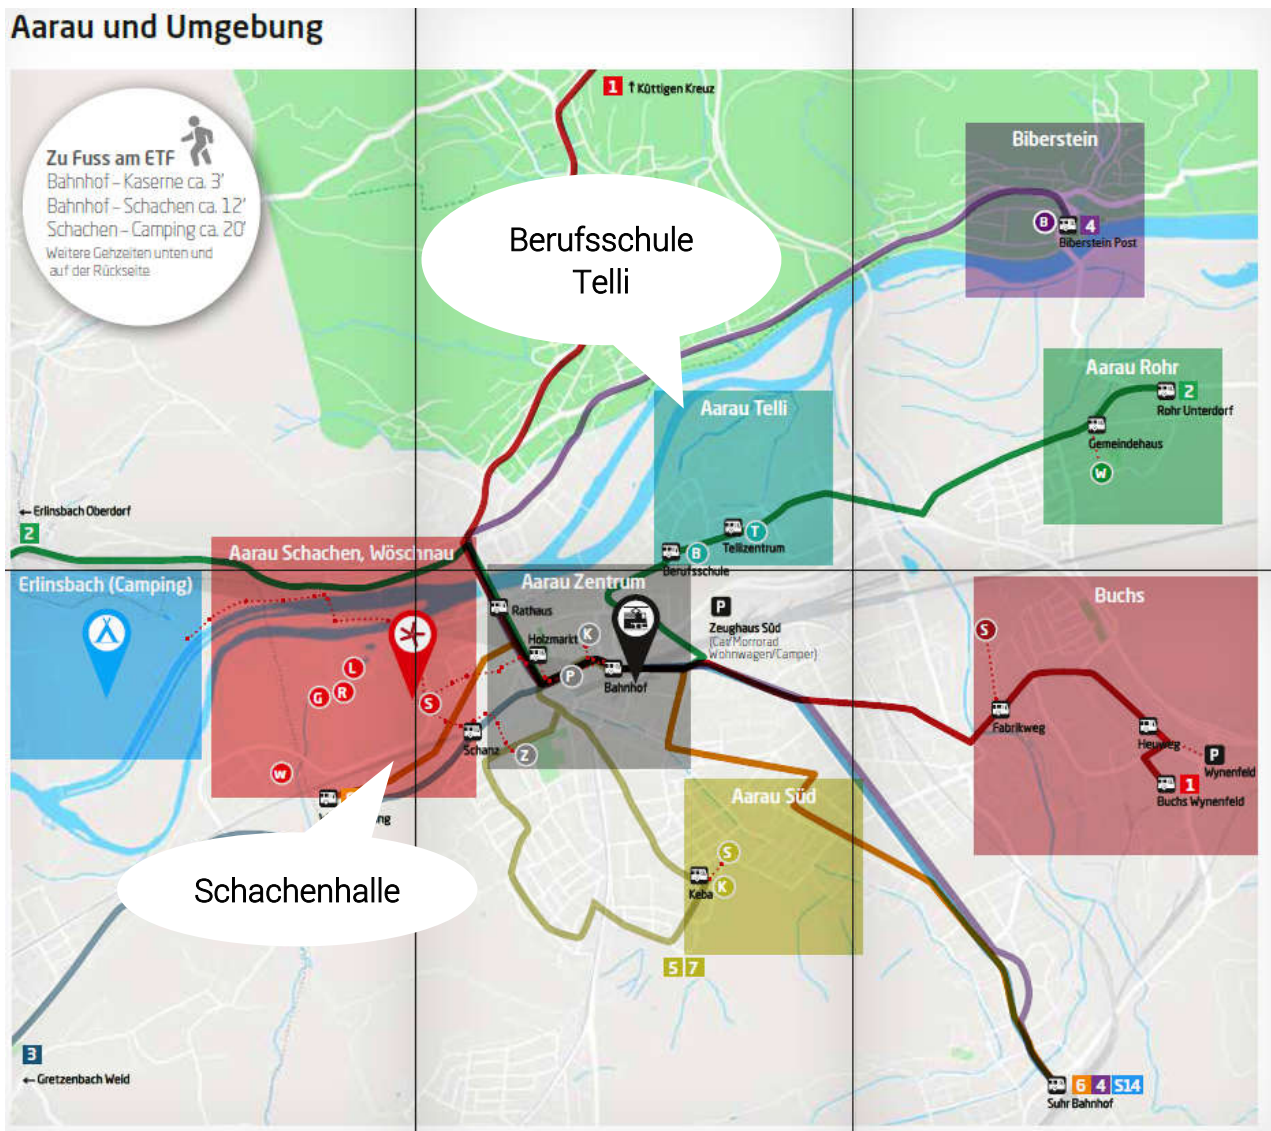 Aarau und Umgebung
1 ↑ Küttigen Kreuz
Zu Fuss am ETF
Bahnhof – Kaserne ca. 3'
Bahnhof – Schachen ca. 12'
Schachen – Camping ca. 20'
Weitere Gehzeiten unten und
auf der Rückseite
Biberstein
B
4
Biberstein Post
Berufsschule
Telli
Aarau Rohr
2
Rohr Unterdorf
Gemeindehaus
W
Aarau Telli
T
Tellizentrum
B
Berufsschule
← Erlinsbach Oberdorf
2
Aarau Schachen, Wöschnau
Erlinsbach (Camping)
Aarau Zentrum
Buchs
Rathaus
P
Zeughaus Süd
(Car/Morrorad
Wohnwagen/Camper)
Holzmarkt
K
S
L
G
R
P
Bahnhof
S
Fabrikweg
Schanz
Z
Heuweg
P
Wynenfeld
W
1
Buchs Wynenfeld
Aarau Süd
ng
S
K
Keba
Schachenhalle
5 7
3
← Gretzenbach Weid
6 4 S14
Suhr Bahnhof